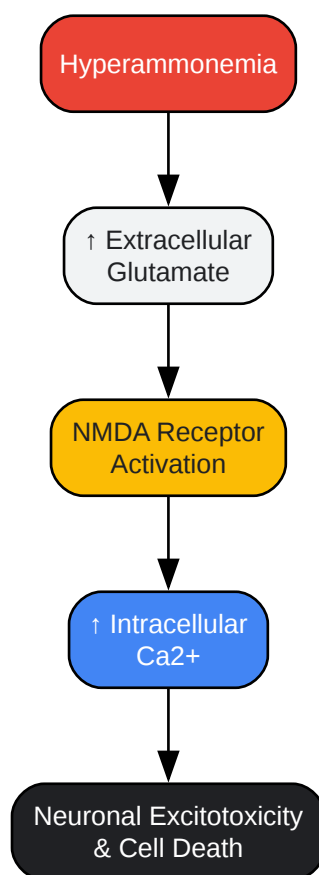 Hyperammonemia
↑ Extracellular
Glutamate
NMDA Receptor
Activation
↑ Intracellular
Ca2+
Neuronal Excitotoxicity
& Cell Death